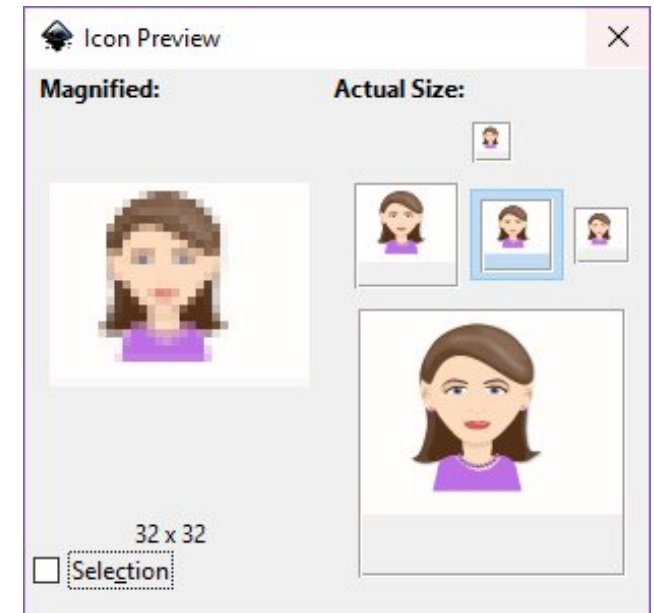 Icon Preview
Magnified:
Actual Size:
32 x 32
Selection